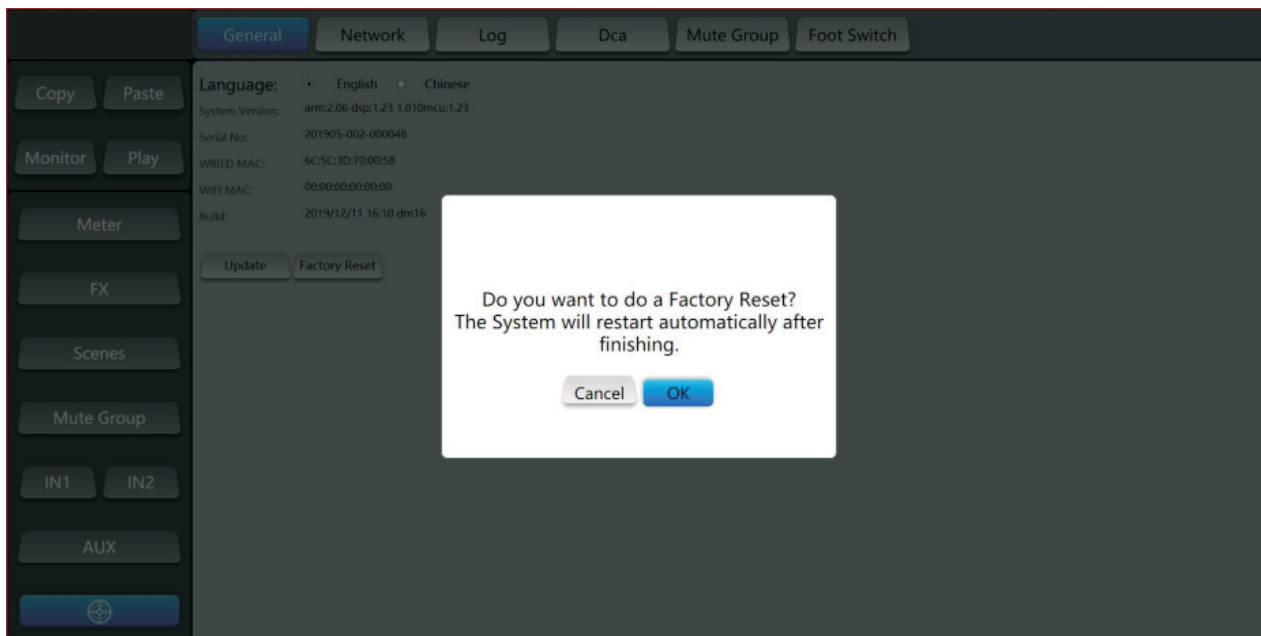 General Network Log Dca Mute Group Foot Switch
Copy Paste
Monitor Play
Meter
FX
Scenes
Mute Group
IN1 IN2
AUX
Language: English Chinese
System Version: arm:2.06 dsp:1.23 1.010mcu:1.23
Serial No: 201905-002-000048
WIRED MAC: 6C:5C:3D:70:00:58
WIFI MAC: 00:00:00:00:00:00
Build: 2019/12/11 16:10 dm16
Update Factory Reset
Do you want to do a Factory Reset?
The System will restart automatically after
finishing.
Cancel OK